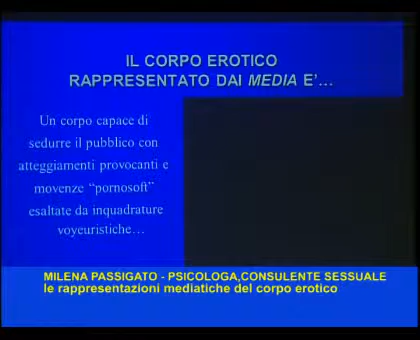 IL CORPO EROTICO
RAPPRESENTATO DAI MEDIA E'…
Un corpo capace di
sedurre il pubblico con
atteggiamenti provocanti e
movenze "pornosoft"
esaltate da inquadrature
voyeuristiche…
MILENA PASSIGATO - PSICOLOGA,CONSULENTE SESSUALE
le rappresentazioni mediatiche del corpo erotico